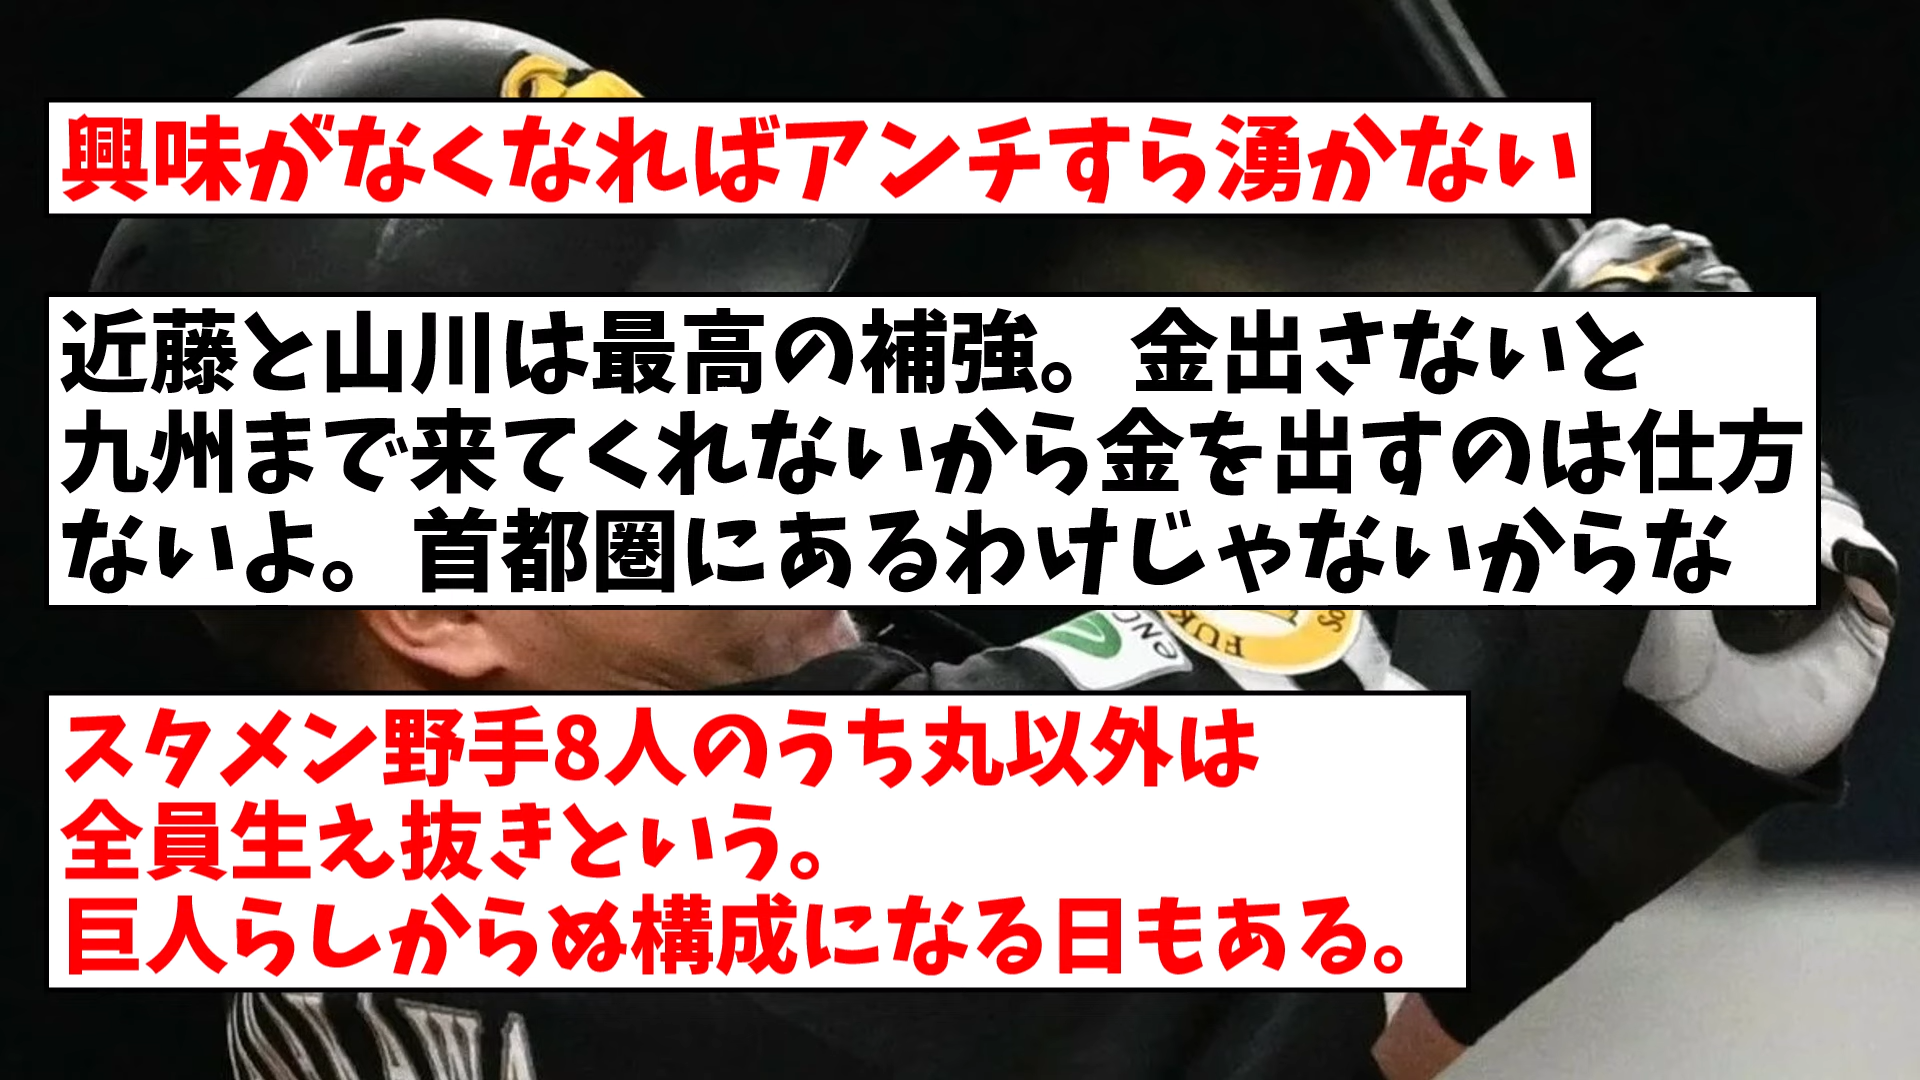 興味がなくなればアンチすら湧かない
近藤と山川は最高の補強。金出さないと
九州まで来てくれないから金を出すのは仕方
ないよ。首都圏にあるわけじゃないからな
スタメン野手8人のうち丸以外は
全員生え抜きという。
巨人らしからぬ構成になる日もある。
FUK